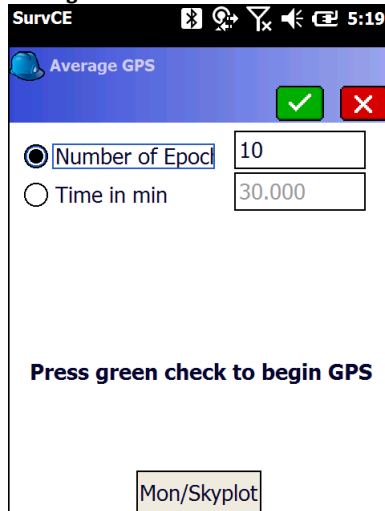 SurvCE 5:19
Average GPS
Number of Epoch 10
Time in min 30.000
Press green check to begin GPS
Mon/Skyplot